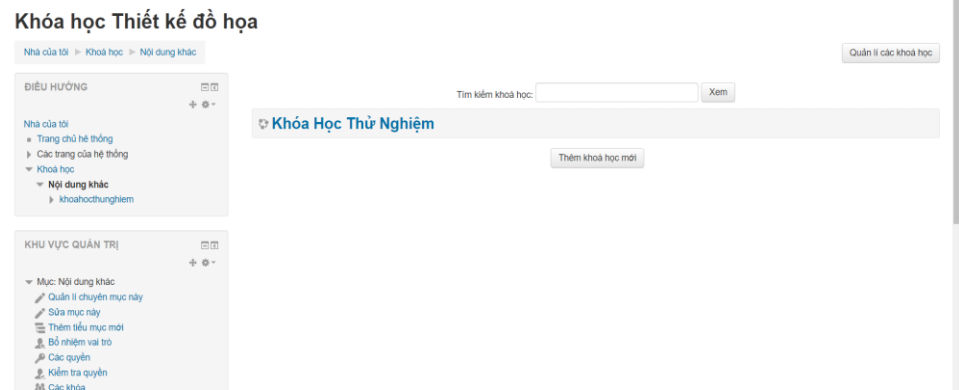 Khóa học Thiết kế đồ họa
Nhà của tôi Khoá học Nội dung khác
Quản lí các khoá học
ĐIỀU HƯỚNG
Nhà của tôi
Trang chủ hê thông
Các trang của hệ thống
Khoá học
Nội dung khác
khoahocthunghiem
Tìm kiếm khoá học:
Xem
Khóa Học Thử Nghiệm
Thêm khoá học mới
KHU VỰC QUẢN TRỊ
Mục: Nội dung khác
Quản lí chuyên mục này
Sửa mục này
Thêm tiểu mục mới
Bổ nhiệm vai trò
Các quyền
Kiểm tra quyền
Các khóa